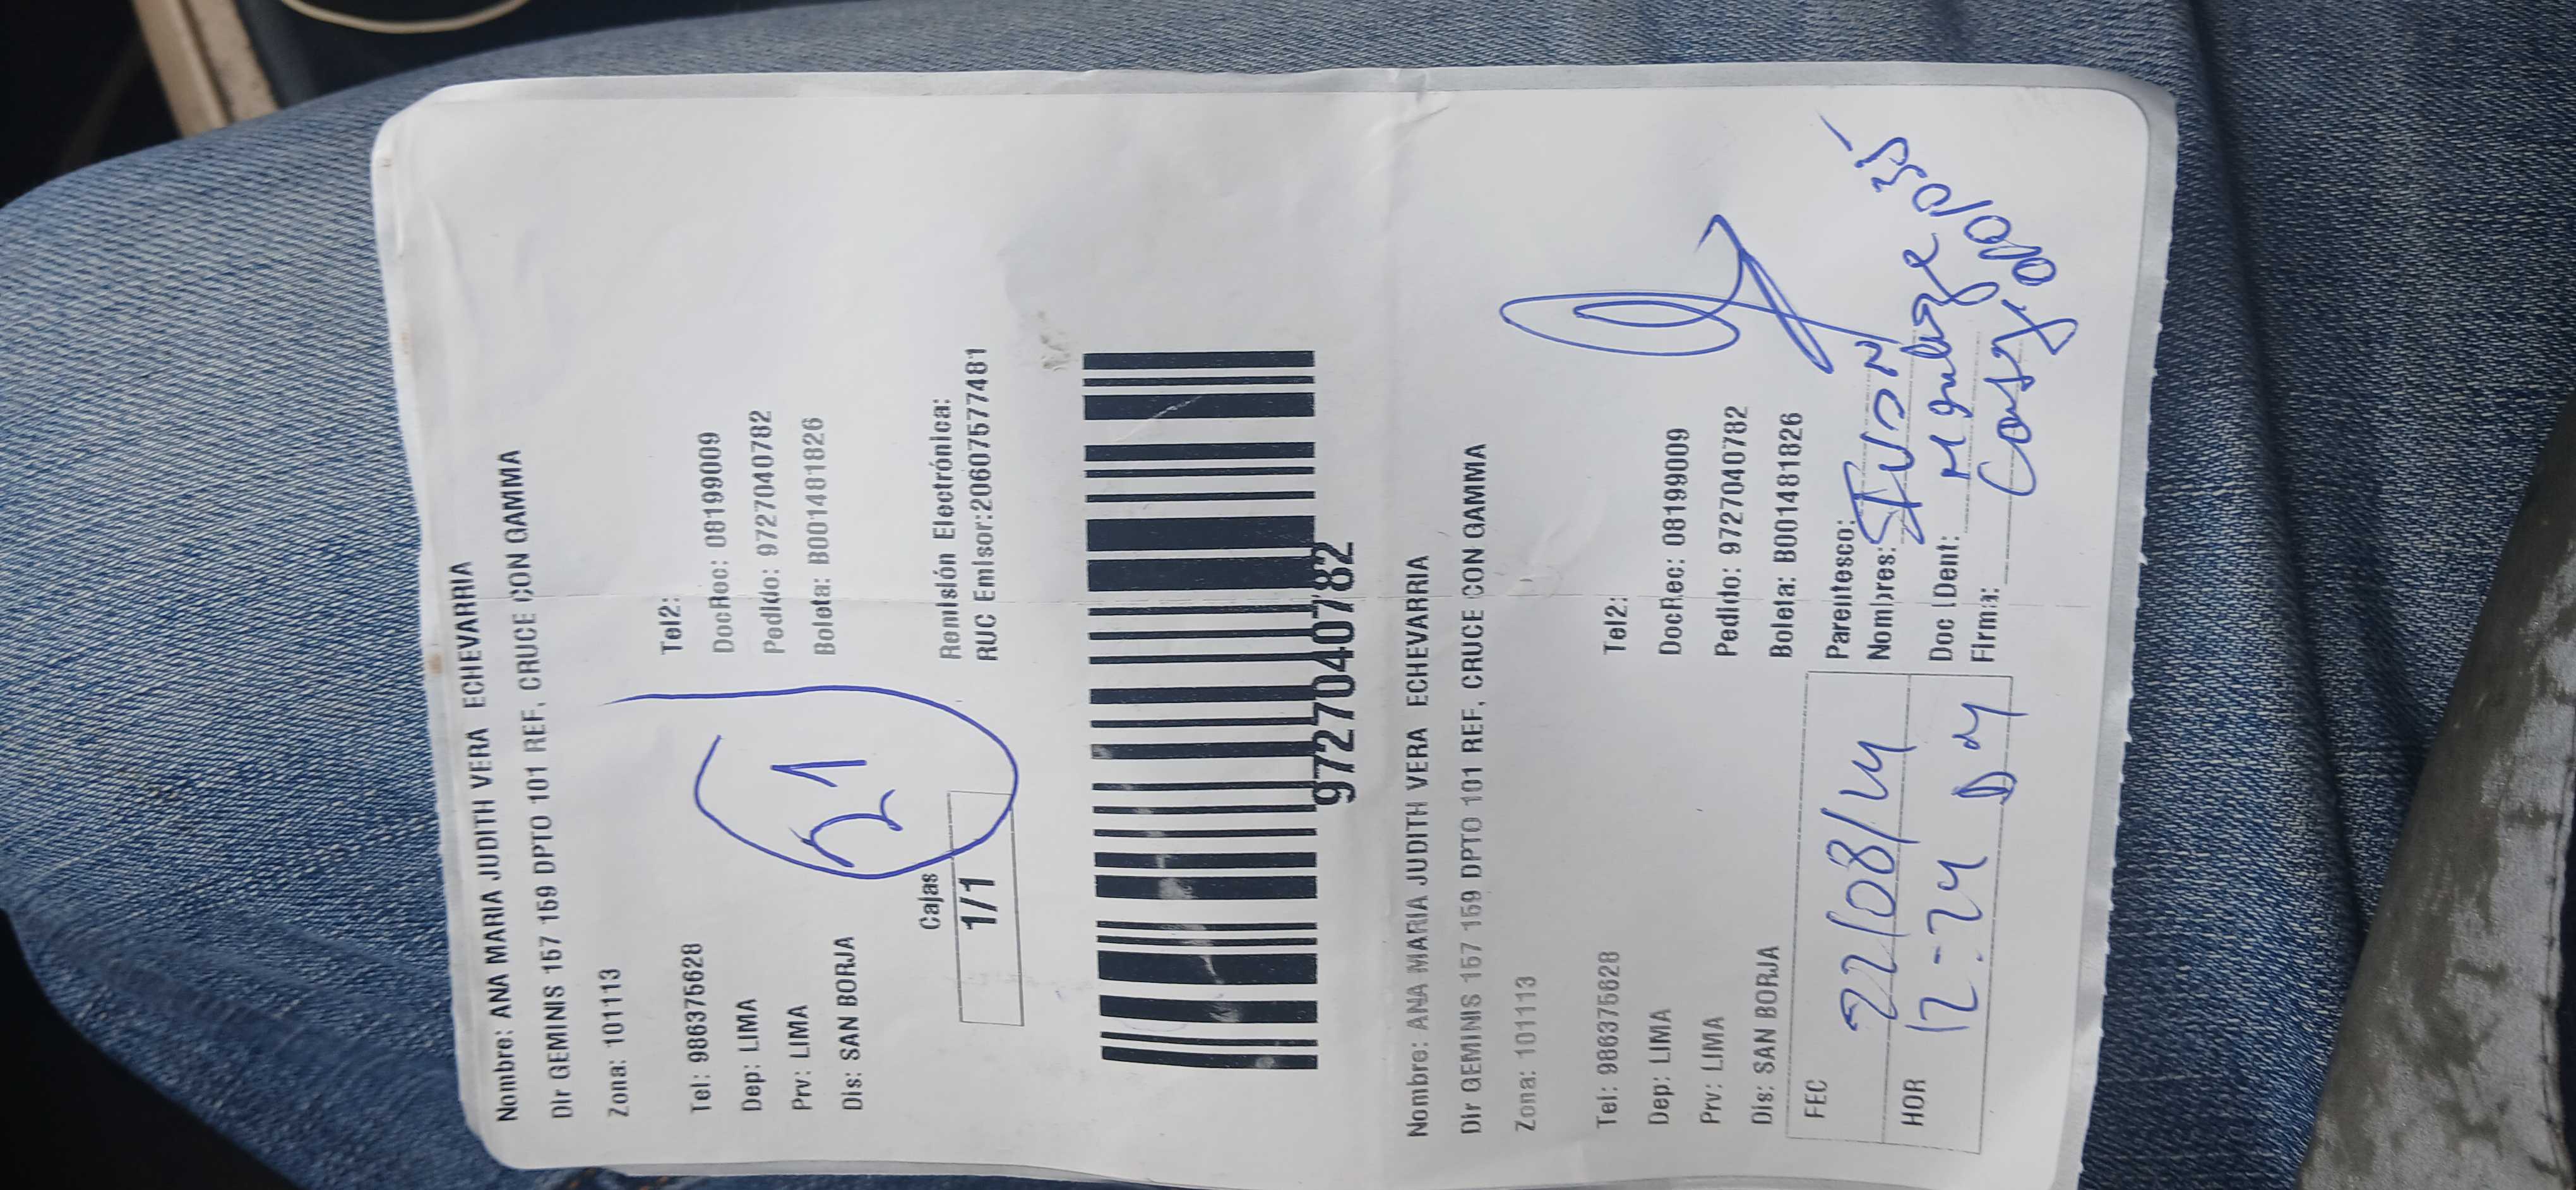 Nombre: ANA MARIA JUDITH VERA ECHEVARRIA
Dir GEMINIS 157 159 DPTO 101 REF. CRUCE CON GAMMA
Zona: 101113
Tel: 986375628 Tel2:
Dep: LIMA DocRec: 08199009
Prv: LIMA Pedido: 97270407​82
Dis: SAN BORJA Boleta: B001481826
21
Cajas Remisión Electrónica:
1/1 RUC Emisor:20607577481
9727040782
Nombre: ANA MARIA JUDITH VERA ECHEVARRIA
Dir GEMINIS 157 159 DPTO 101 REF. CRUCE CON GAMMA
Zona: 101113
Tel: 986375628 Tel2:
Dep: LIMA DocRec: 08199009
Prv: LIMA Pedido: 9727040782
Dis: SAN BORJA Boleta: B001481826
FEC 22/08/24 Parentesco:
Nombres:
HOR 12:24 Doc IDent:
Firma: